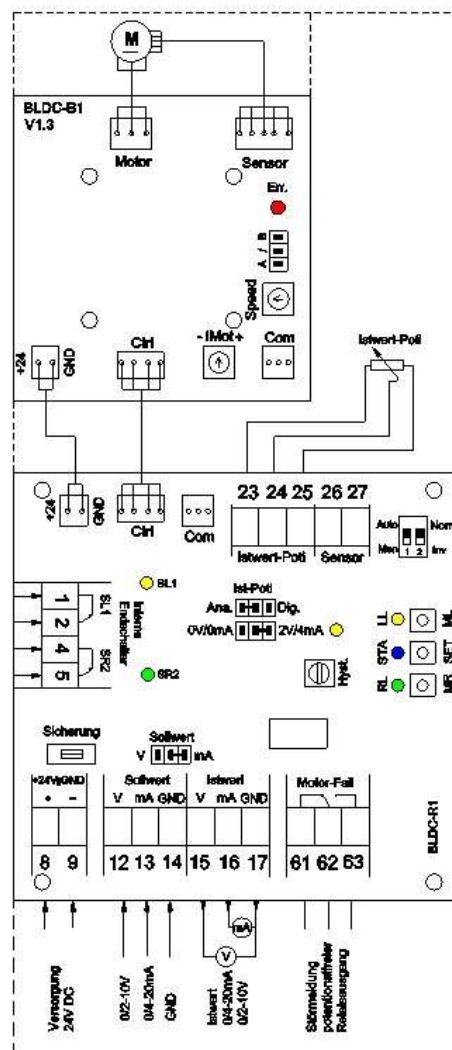 M
BLDC-B1
V1.3
Motor
Sensor
Err.
A / B
Speed
+24
GND
Ctrl
- IMot +
Com
Istwert-Poti
+24
GND
Ctrl
Com
23 24 25 26 27
Istwert-Poti
Sensor
Auto
Norm
Man
1 2
Inv
SL1
Ist-Poti
Ana.
Dig.
0V/0mA
2V/4mA
1
2
4
5
SL1
SR2
Interne
Endschalter
SR2
Hyst.
LL
STA
RL
ML
SET
MR
Sicherung
Sollwert
V
mA
+24V
GND
+ -
Sollwert
V mA GND
Istwert
V mA GND
Motor-Fail
BLDC-R1
8 9
12 13 14
15 16 17
61 62 63
mA
V
Versorgung
24V DC
0/2-10V
0/4-20mA
GND
Istwert
0/4-20mA
0/2-10V
Störmeldung
potentionalfreier
Relaisausgang